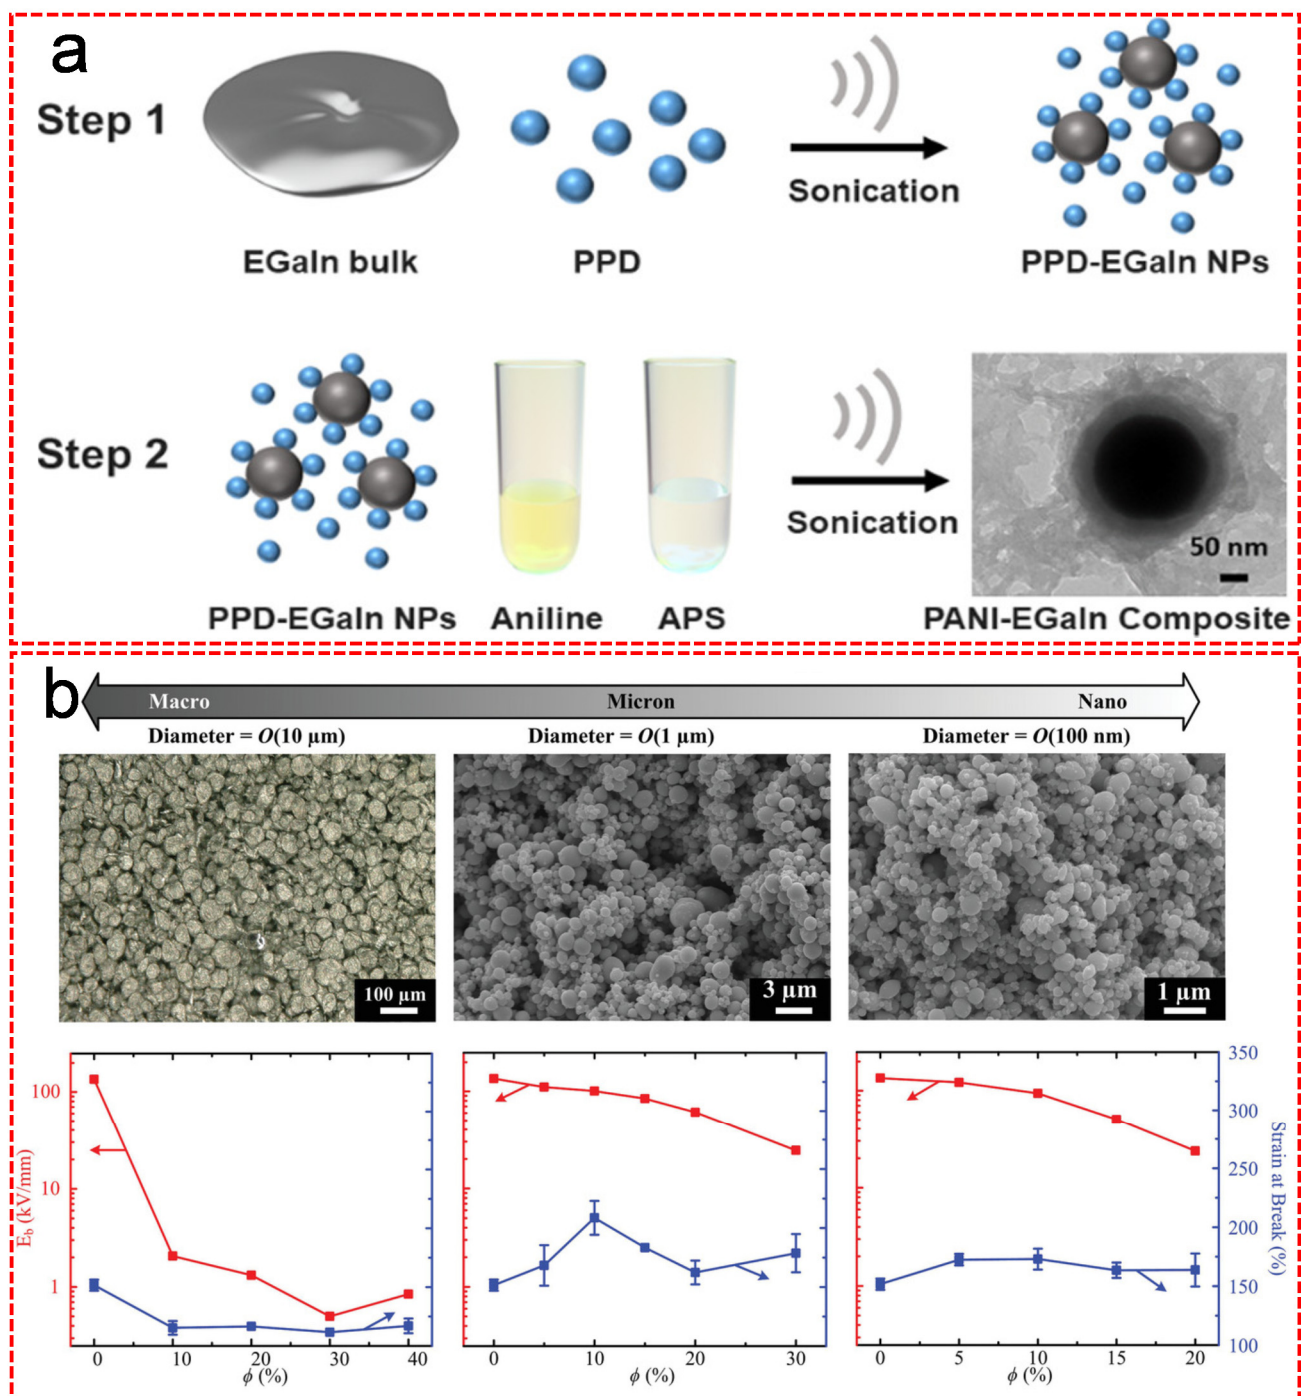 a
Step 1
Sonication
EGaIn bulk
PPD
PPD-EGaIn NPs
Step 2
Sonication
50 nm
PPD-EGaIn NPs
Aniline
APS
PANI-EGaIn Composite
b
Macro
Micron
Nano
Diameter = O(10 µm)
Diameter = O(1 µm)
Diameter = O(100 nm)
100 µm
3 µm
1 µm
E_b (kV/mm)
100
10
1
0 10 20 30 40
ϕ (%)
0 10 20 30
ϕ (%)
0 5 10 15 20
ϕ (%)
350
300
250
200
150
100
Strain at Break (%)